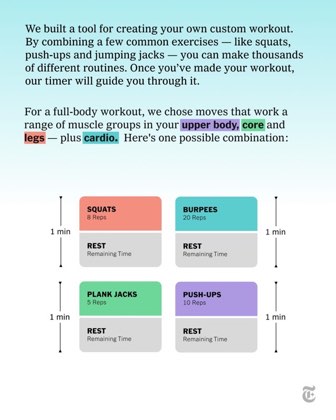 We built a tool for creating your own custom workout.
By combining a few common exercises — like squats,
push-ups and jumping jacks — you can make thousands
of different routines. Once you’ve made your workout,
our timer will guide you through it.
For a full-body workout, we chose moves that work a
range of muscle groups in your upper body, core and
legs — plus cardio. Here’s one possible combination:
SQUATS
8 Reps
REST
Remaining Time
1 min
BURPEES
20 Reps
REST
Remaining Time
1 min
PLANK JACKS
5 Reps
REST
Remaining Time
1 min
PUSH-UPS
10 Reps
REST
Remaining Time
1 min
T